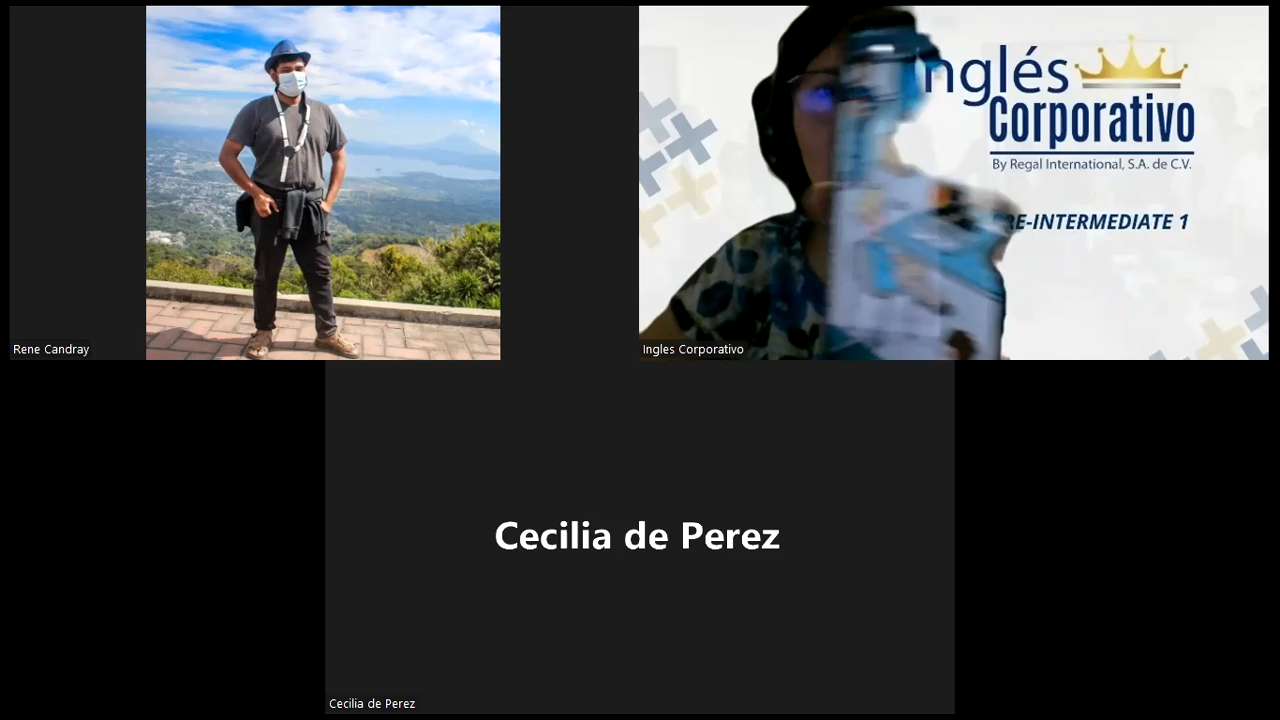 Rene Candray
nglés
Corporativo
By Regal International, S.A. de C.V.
RE-INTERMEDIATE 1
Ingles Corporativo
Cecilia de Perez
Cecilia de Perez